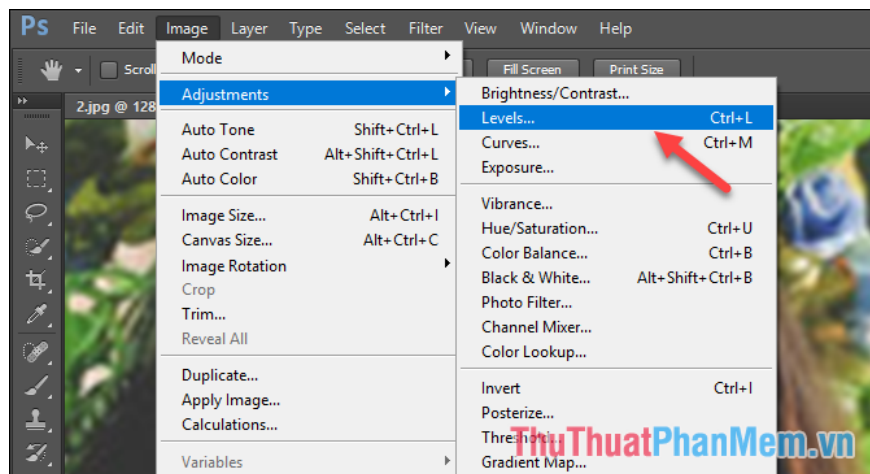 Ps File Edit Image Layer Type Select Filter View Window Help
Scroll Fill Screen Print Size
2.jpg @ 128
Mode
Adjustments
Auto Tone Shift+Ctrl+L
Auto Contrast Alt+Shift+Ctrl+L
Auto Color Shift+Ctrl+B
Image Size... Alt+Ctrl+I
Canvas Size... Alt+Ctrl+C
Image Rotation
Crop
Trim...
Reveal All
Duplicate...
Apply Image...
Calculations...
Variables
Brightness/Contrast...
Levels... Ctrl+L
Curves... Ctrl+M
Exposure...
Vibrance...
Hue/Saturation... Ctrl+U
Color Balance... Ctrl+B
Black & White... Alt+Shift+Ctrl+B
Photo Filter...
Channel Mixer...
Color Lookup...
Invert Ctrl+I
Posterize...
Threshold...
Gradient Map...
ThuThuatPhanMem.vn